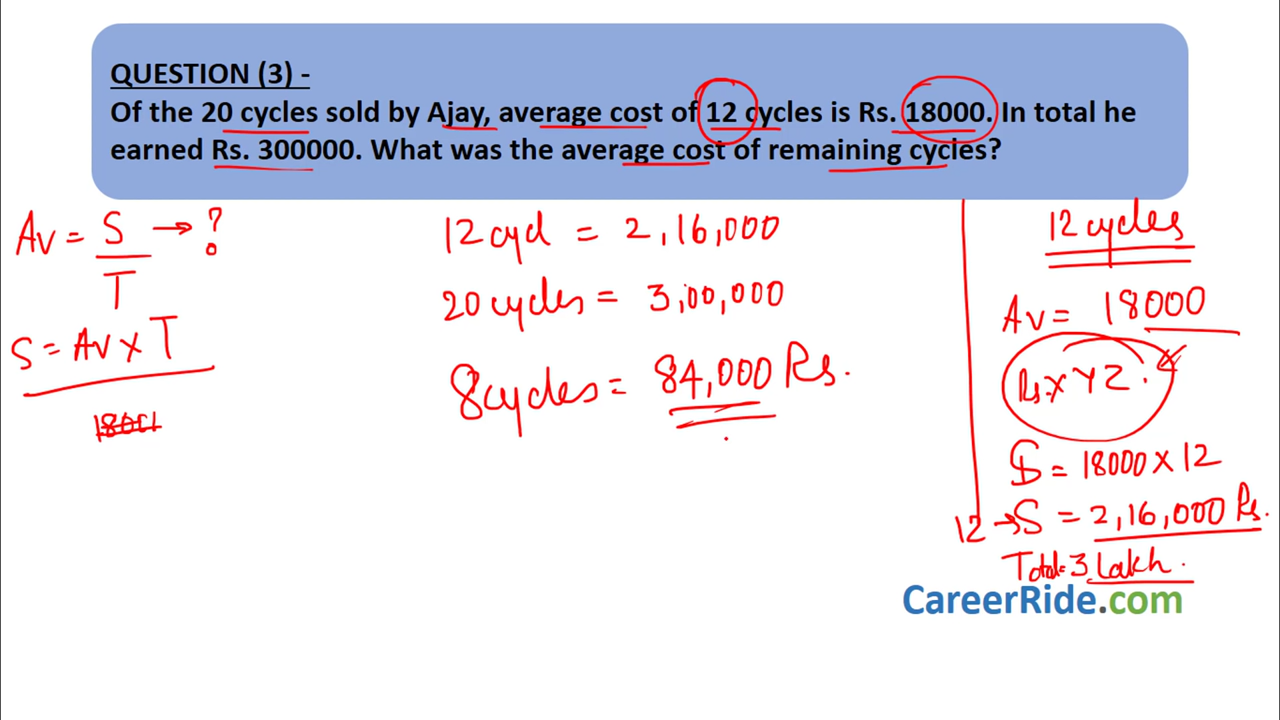 QUESTION (3) -
Of the 20 cycles sold by Ajay, average cost of 12 cycles is Rs. 18000. In total he
earned Rs. 300000. What was the average cost of remaining cycles?
Av = S → ?
T
S = Av x T
12 cycl = 2,16,000
20 cycles = 3,00,000
8 cycles = 84,000 Rs.
12 cycles
Av = 18000
Rs. X Y Z.
S = 18000 X 12
12 → S = 2,16,000 Rs.
Total = 3 Lakh.
CareerRide.com